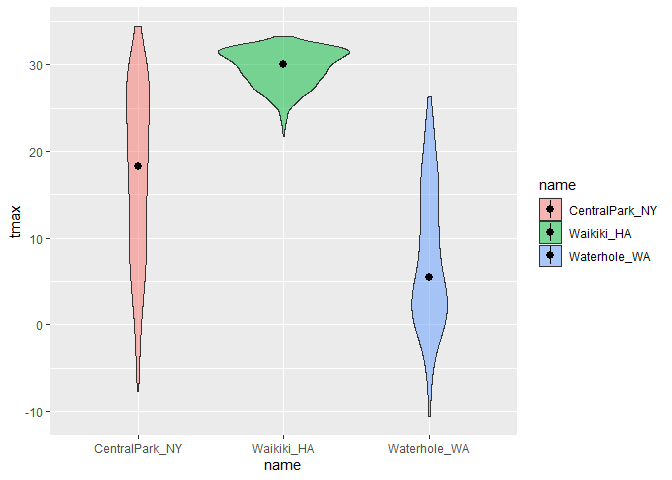 30
20
10
0
-10
tmax
CentralPark_NY
Waikiki_HA
Waterhole_WA
name
name
CentralPark_NY
Waikiki_HA
Waterhole_WA